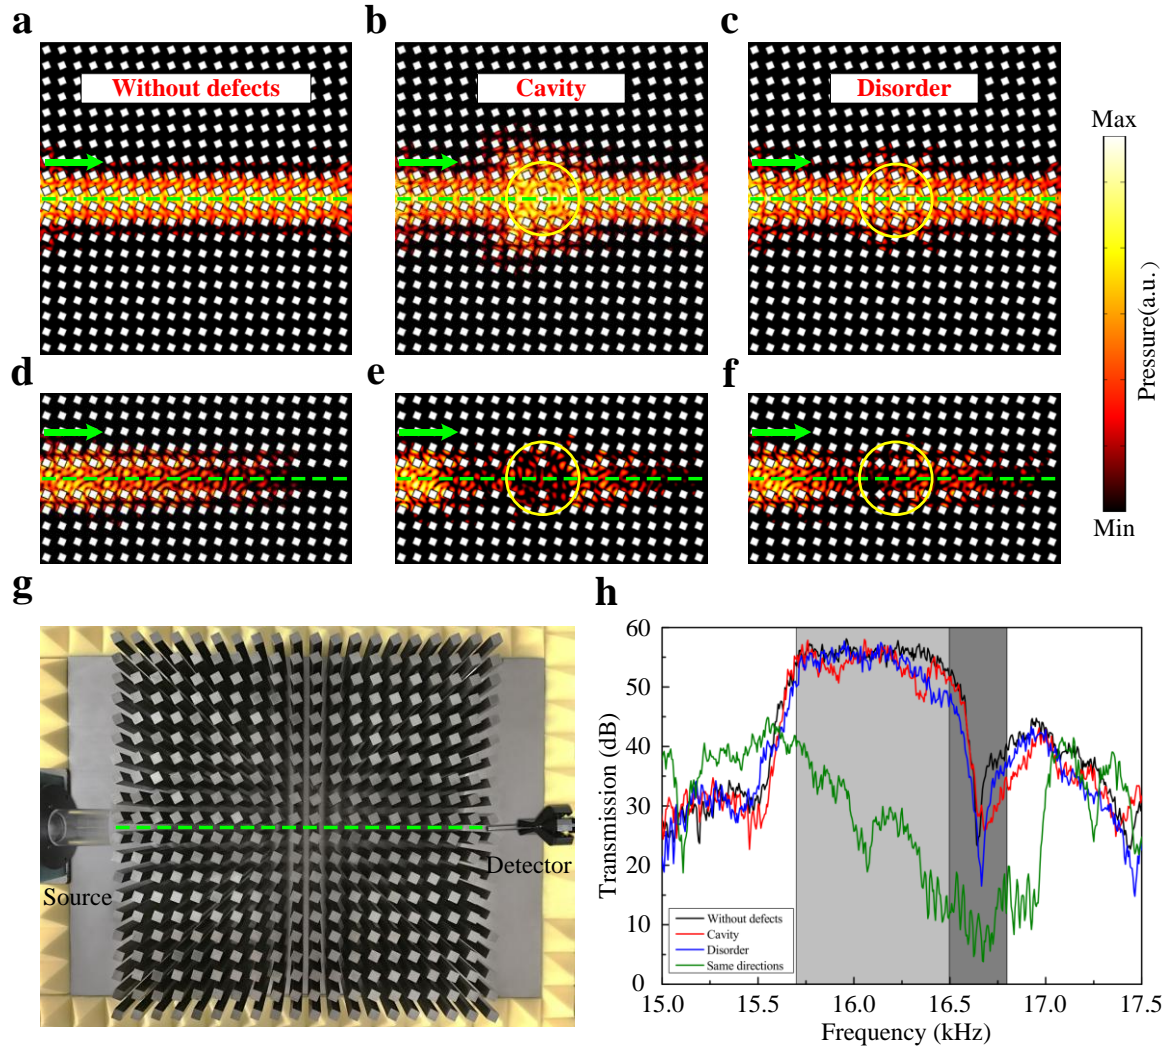 a
b
c
Without defects
Cavity
Disorder
Max
Pressure(a.u.)
Min
d
e
f
g
h
Source
Detector
60
50
40
30
20
10
0
Transmission (dB)
Without defects
Cavity
Disorder
Same directions
15.0
15.5
16.0
16.5
17.0
17.5
Frequency (kHz)